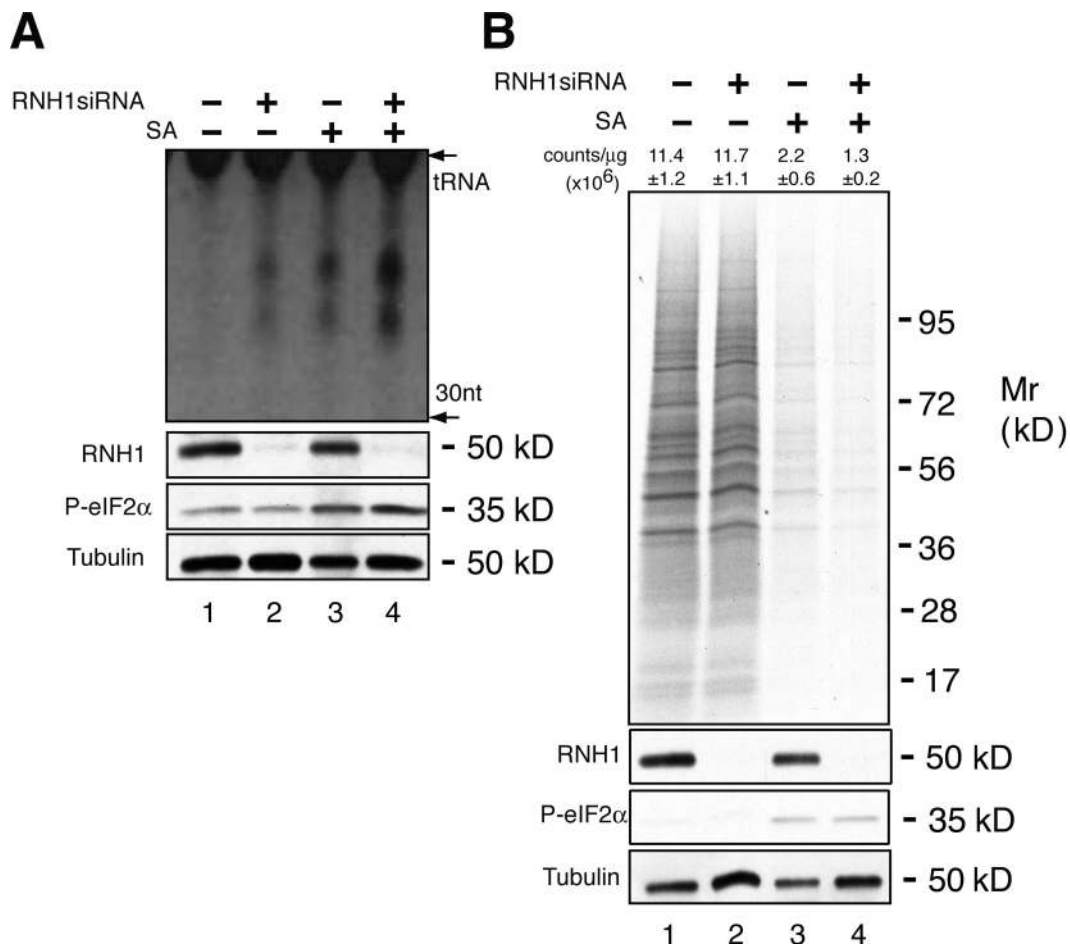 A
RNH1siRNA − + − +
SA − − + +
tRNA
30nt
RNH1 - 50 kD
P-eIF2α - 35 kD
Tubulin - 50 kD
1 2 3 4
B
RNH1siRNA − + − +
SA − − + +
counts/μg 11.4 11.7 2.2 1.3
(x10⁶) ±1.2 ±1.1 ±0.6 ±0.2
- 95
- 72
Mr
(kD)
- 56
- 36
- 28
- 17
RNH1 - 50 kD
P-eIF2α - 35 kD
Tubulin - 50 kD
1 2 3 4